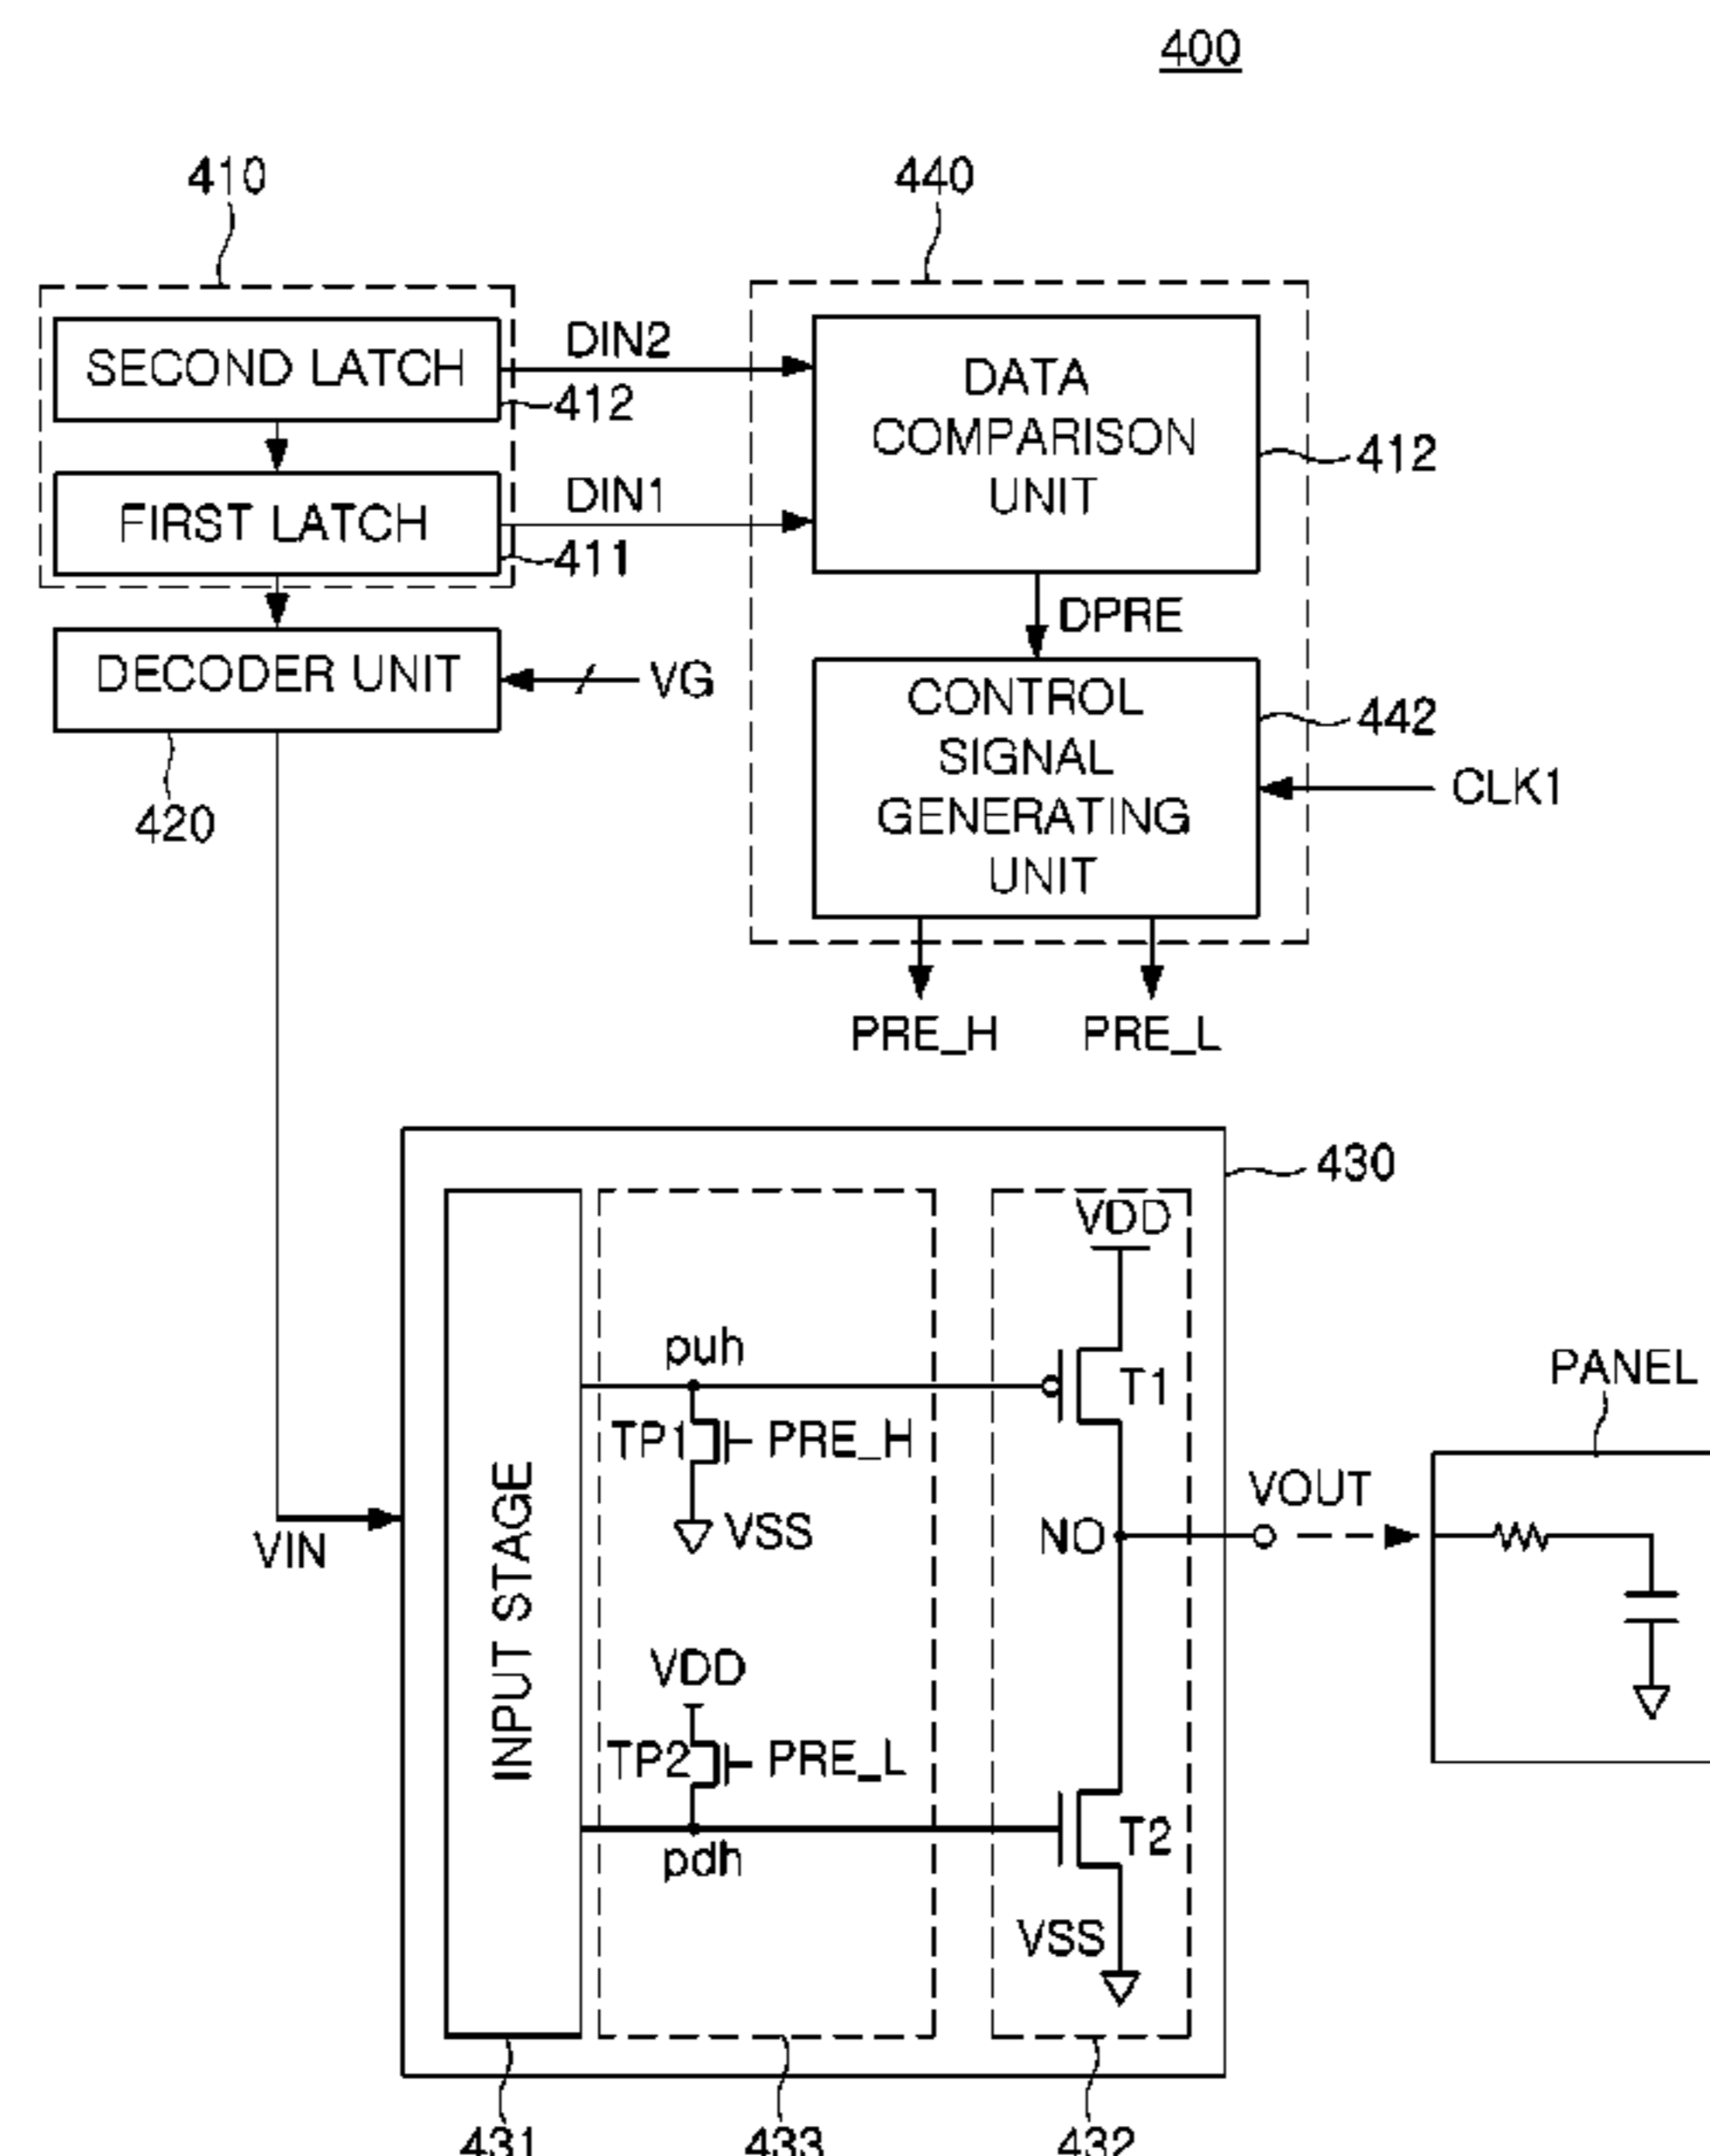 400
410
440
SECOND LATCH
DIN2
412
FIRST LATCH
DIN1
411
DATA
COMPARISON
UNIT
412
DPRE
DECODER UNIT
VG
420
CONTROL
SIGNAL
GENERATING
UNIT
442
CLK1
PRE_H
PRE_L
430
VIN
INPUT STAGE
puh
TP1
PRE_H
VSS
VDD
TP2
PRE_L
pdh
VDD
T1
NO
VOUT
T2
VSS
PANEL
431
433
432